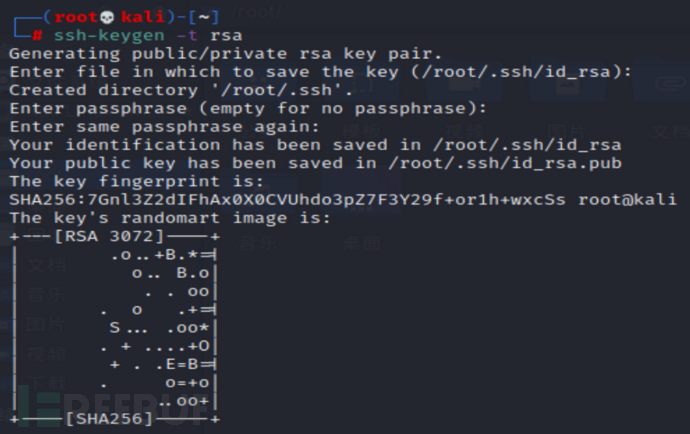 (root💀kali)-[~]
# ssh-keygen -t rsa
Generating public/private rsa key pair.
Enter file in which to save the key (/root/.ssh/id_rsa):
Created directory '/root/.ssh'.
Enter passphrase (empty for no passphrase):
Enter same passphrase again:
Your identification has been saved in /root/.ssh/id_rsa
Your public key has been saved in /root/.ssh/id_rsa.pub
The key fingerprint is:
SHA256:7Gnl3Z2dIFhAx0X0CVUhdo3pZ7F3Y29f+or1h+wxcSs root@kali
The key's randomart image is:
+---[RSA 3072]----+
|        .o..+B.*=+|
|          o.. B.o|
|           . . oo|
|       .  o   .+=+|
|        S... .oo*|
|       . + ....+O|
|        + . .E=B=+|
|       .     o=+o|
|            ..oo+|
+----[SHA256]-----+
REEBUF